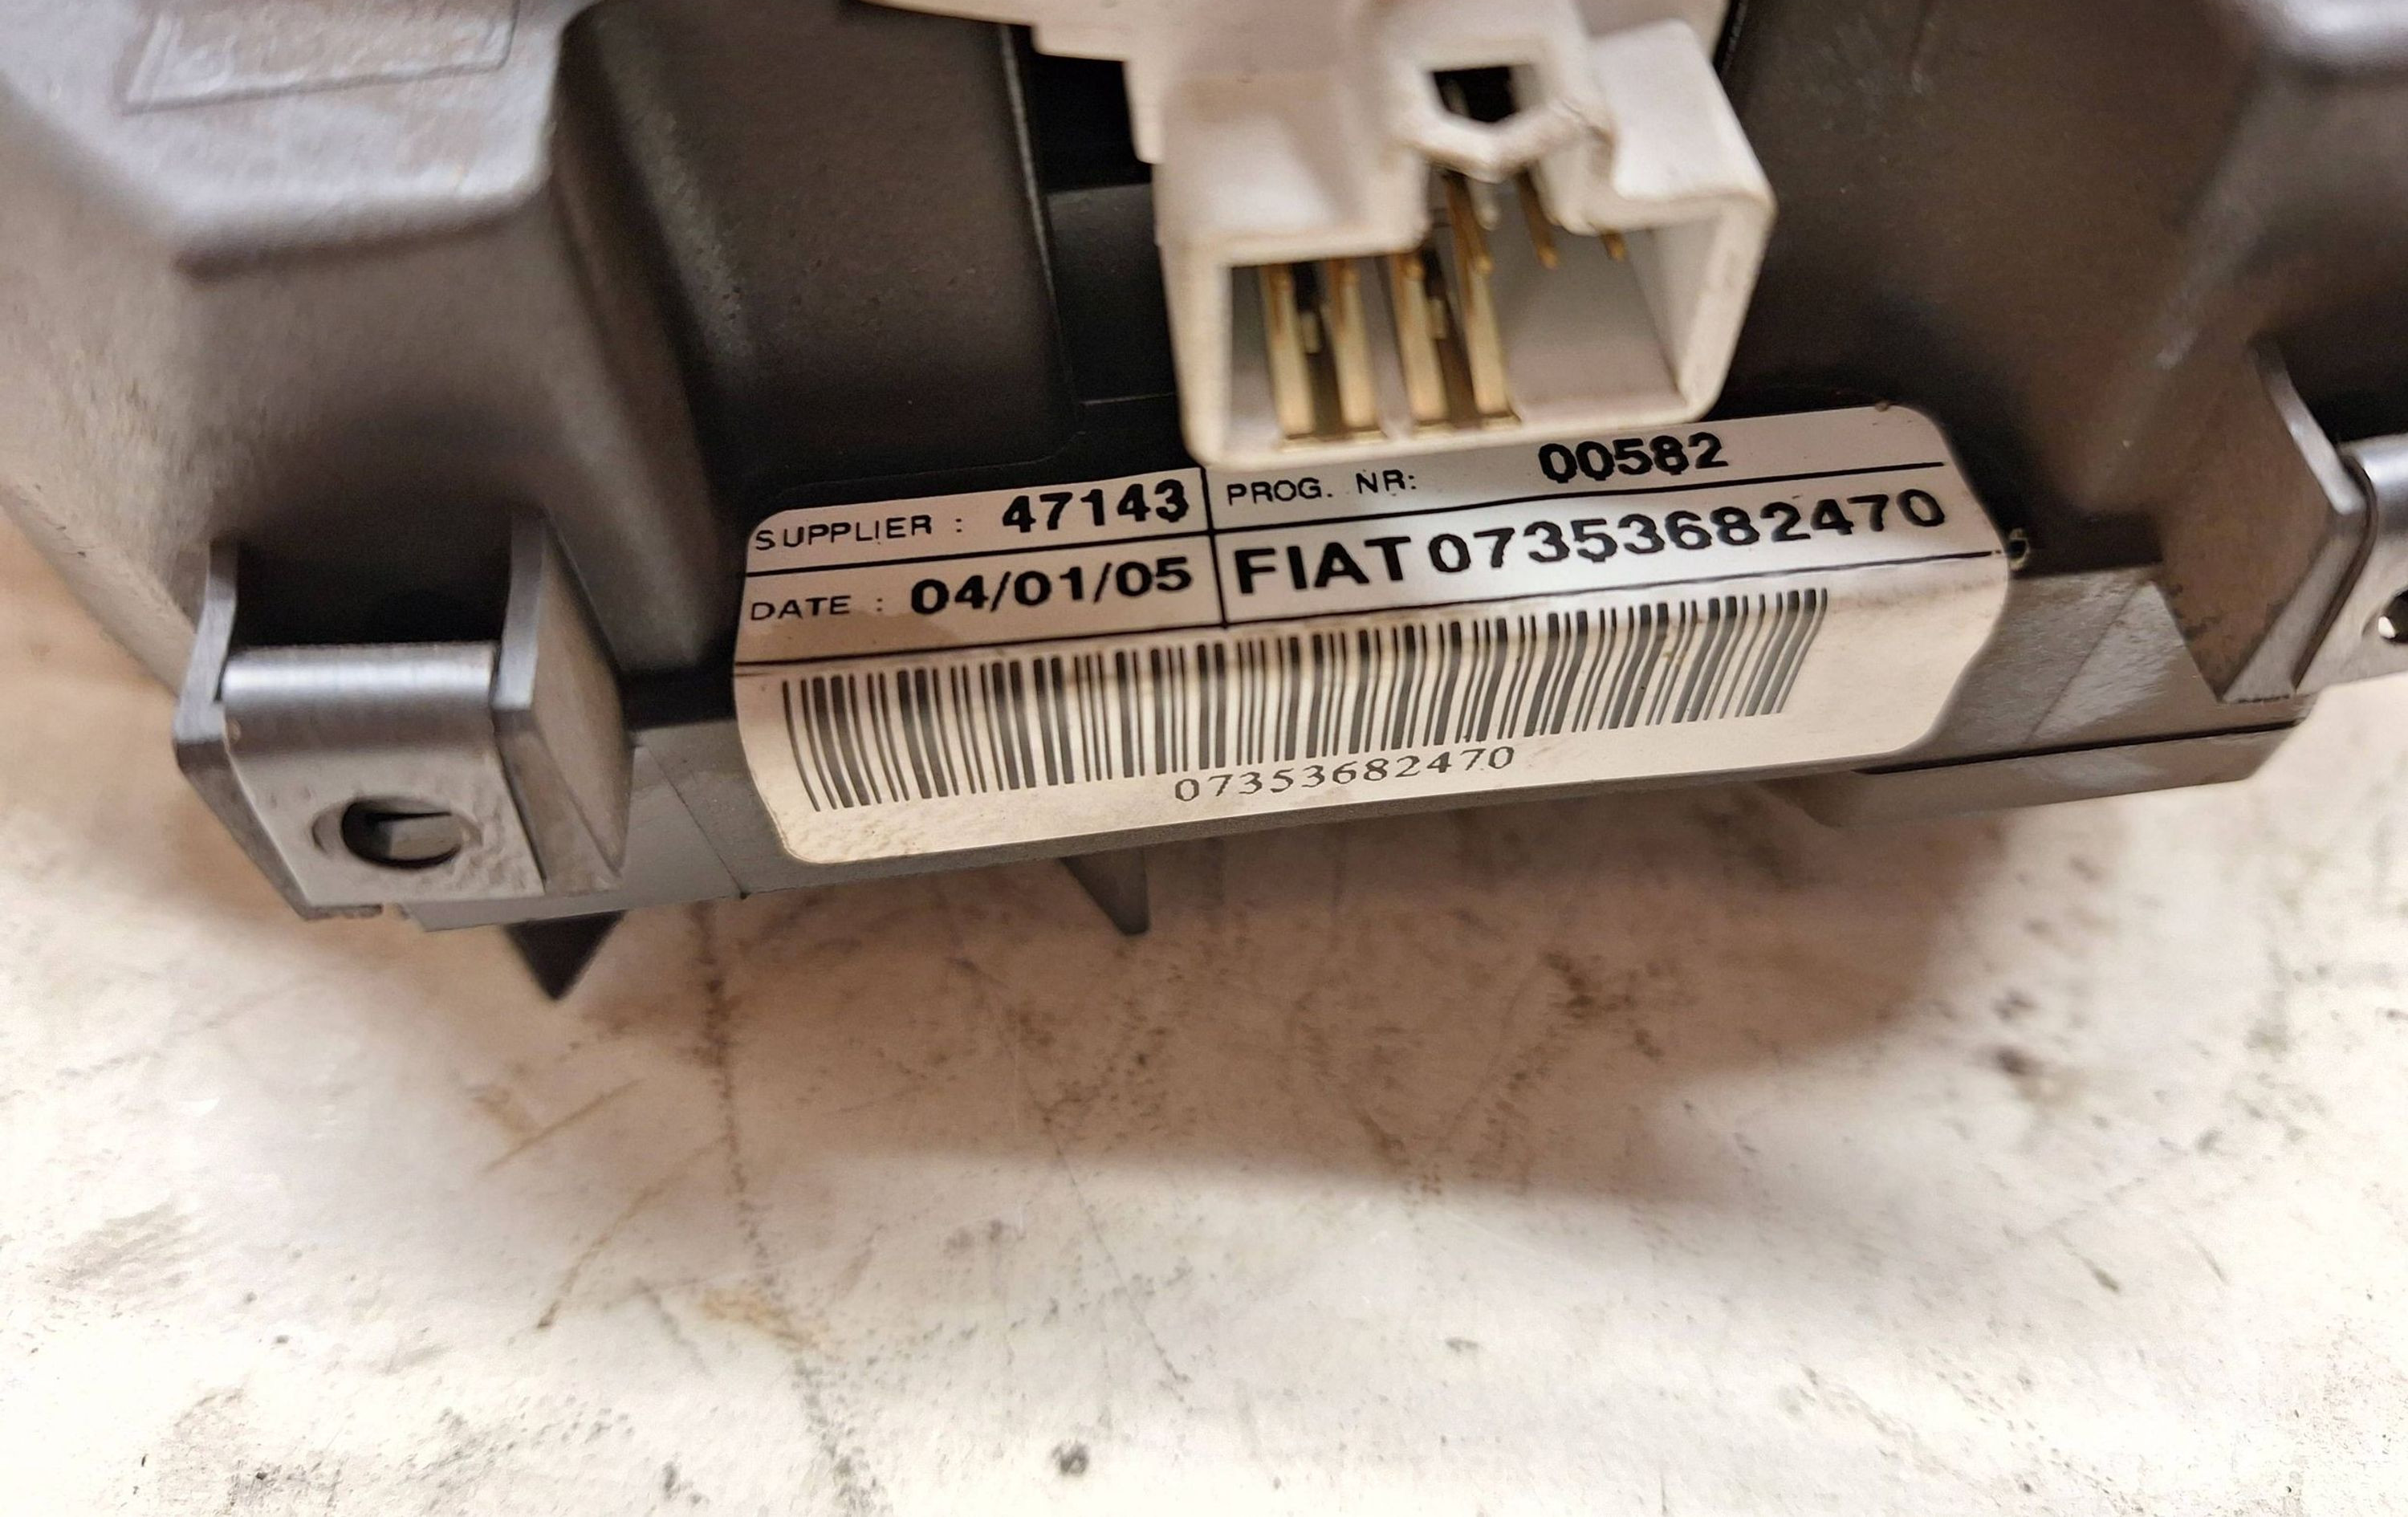 SUPPLIER : 47143 PROG. NR: 00582
DATE : 04/01/05 FIAT 07353682470
07353682470